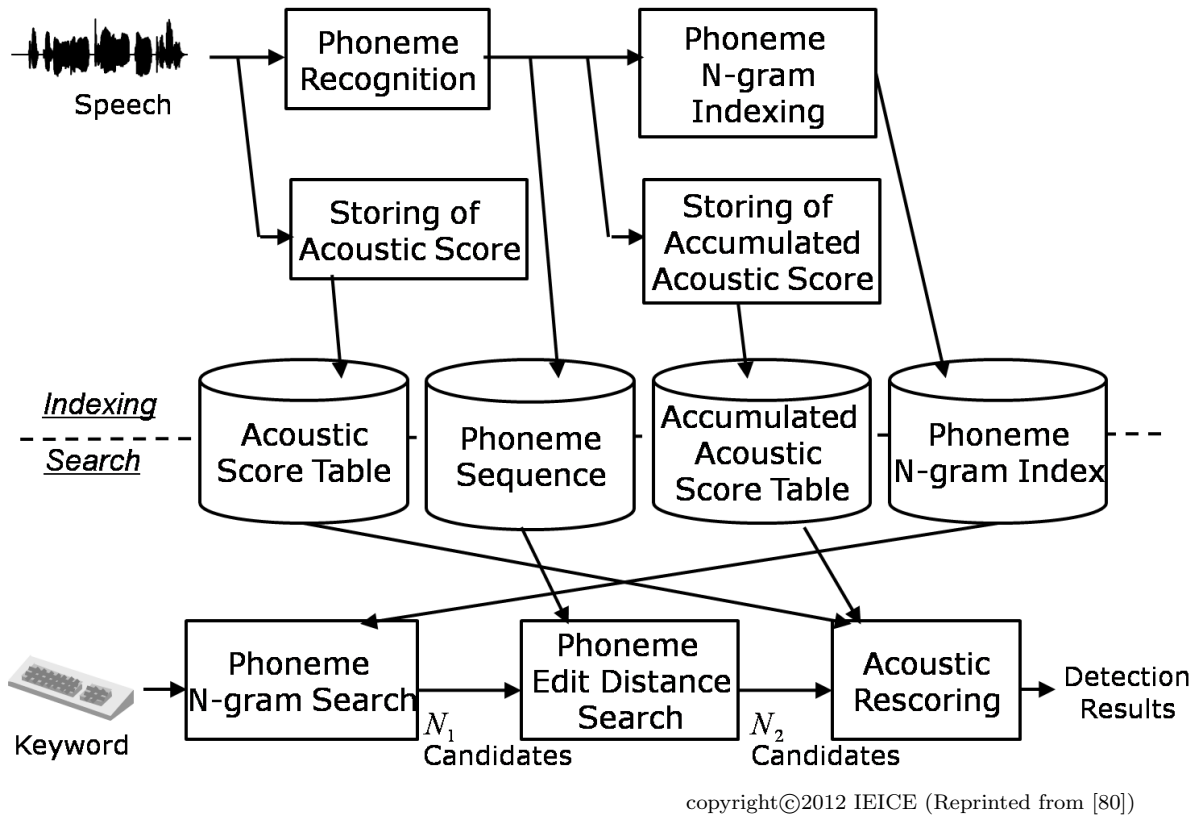 Speech
Phoneme
Recognition
Phoneme
N-gram
Indexing
Storing of
Acoustic Score
Storing of
Accumulated
Acoustic Score
Indexing
Search
Acoustic
Score Table
Phoneme
Sequence
Accumulated
Acoustic
Score Table
Phoneme
N-gram Index
Keyword
Phoneme
N-gram Search
N₁
Candidates
Phoneme
Edit Distance
Search
N₂
Candidates
Acoustic
Rescoring
Detection
Results
copyright©2012 IEICE (Reprinted from [80])